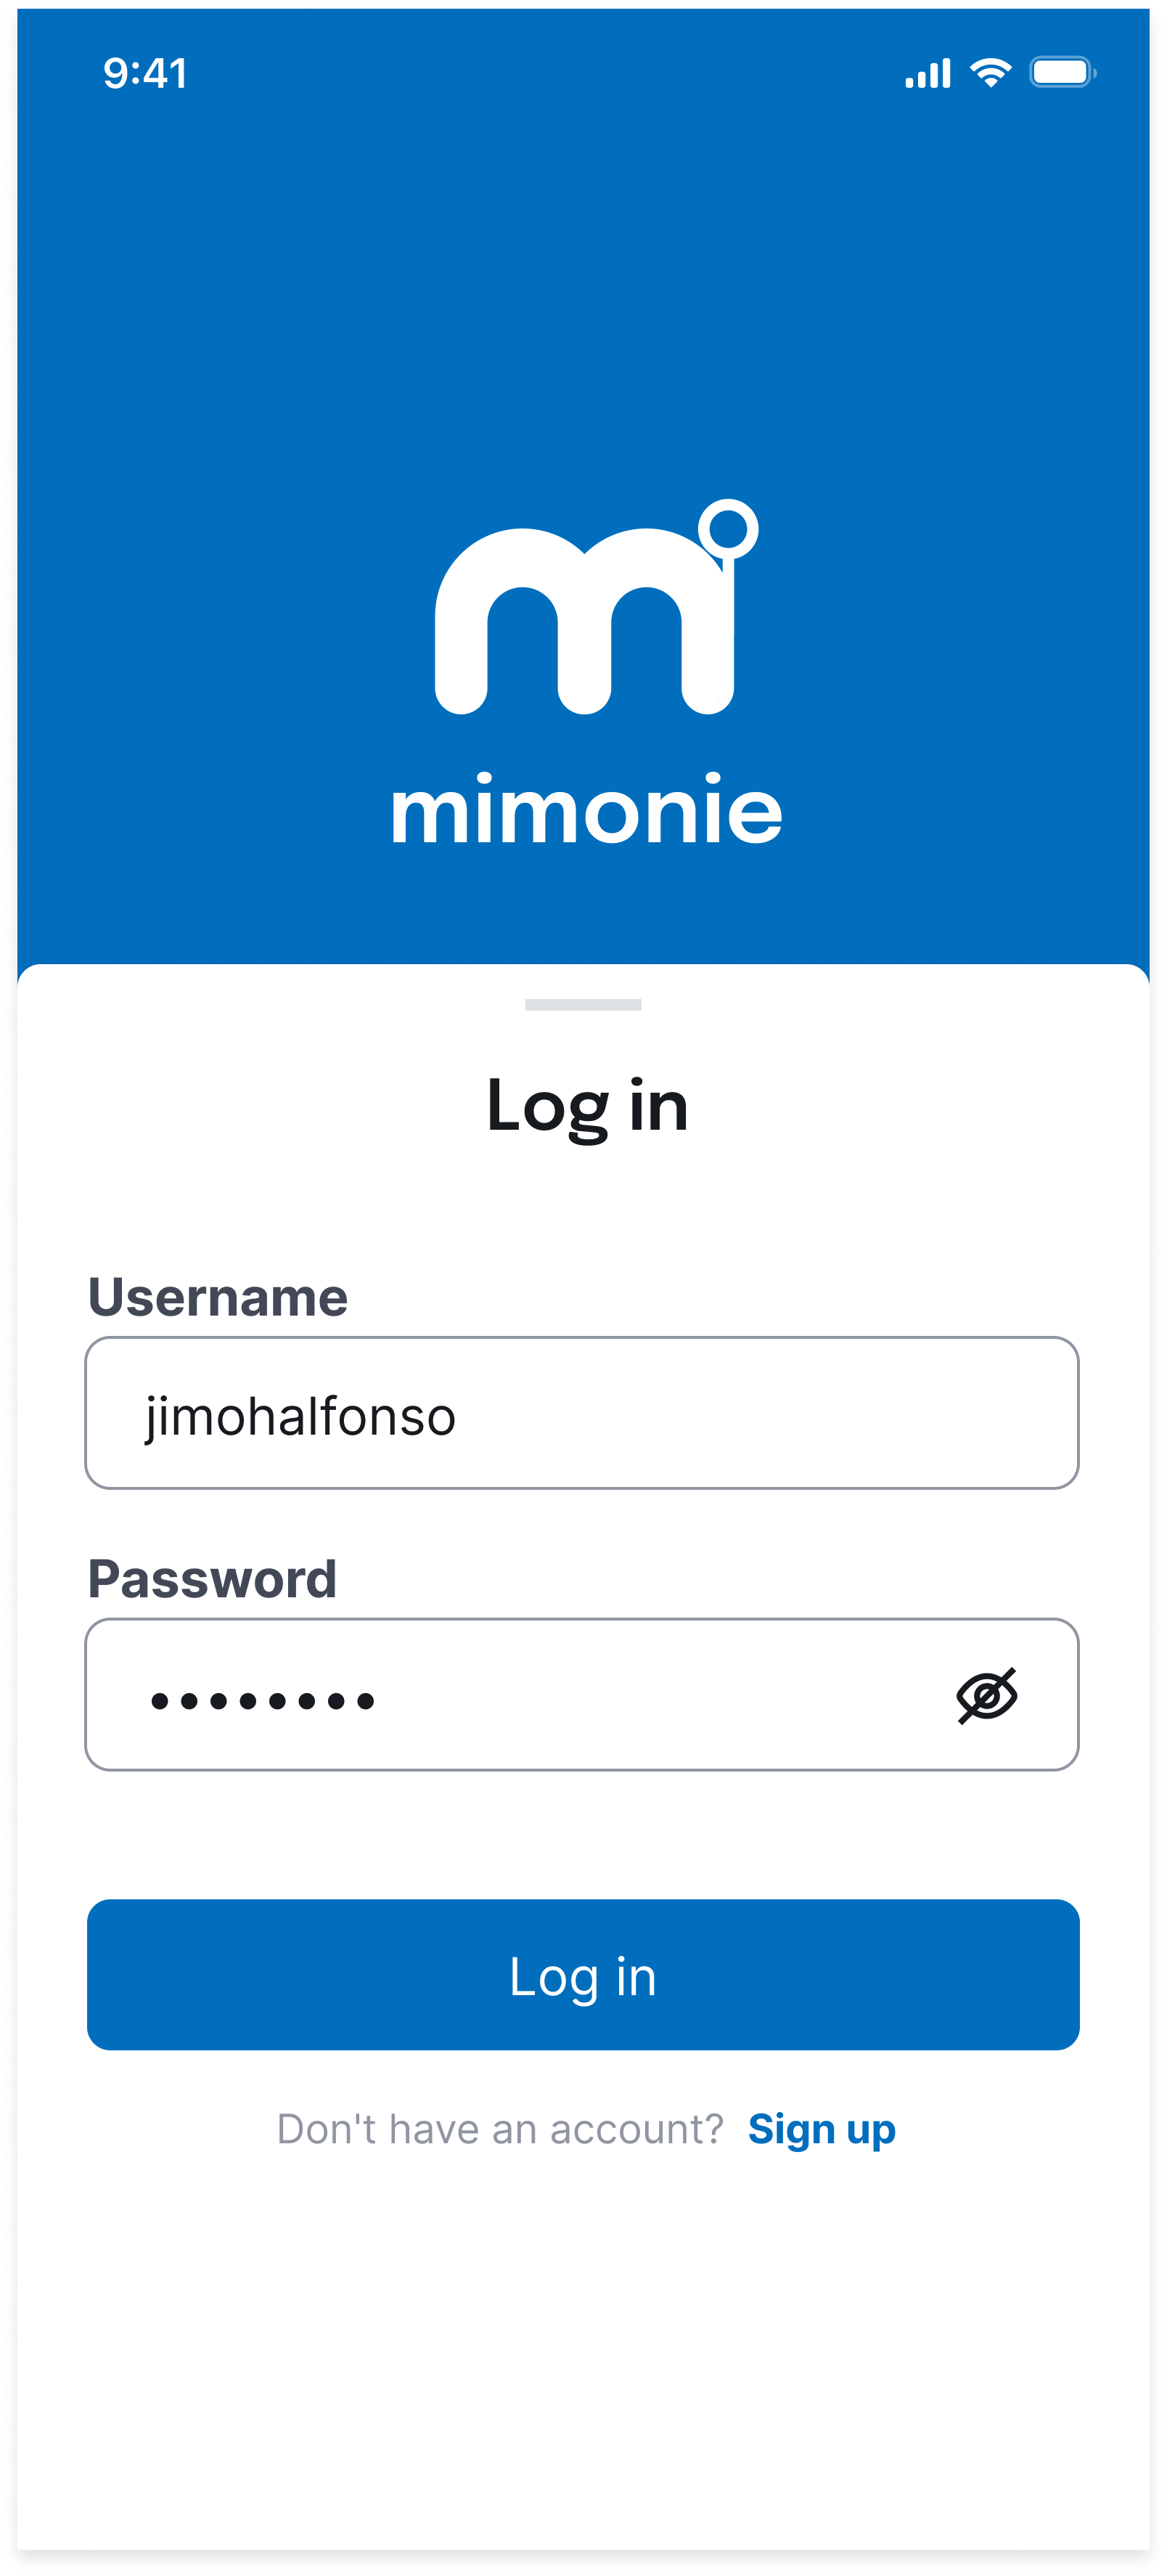 9:41
mimonie
Log in
Username
jimohalfonso
Password
••••••••
Log in
Don't have an account? Sign up